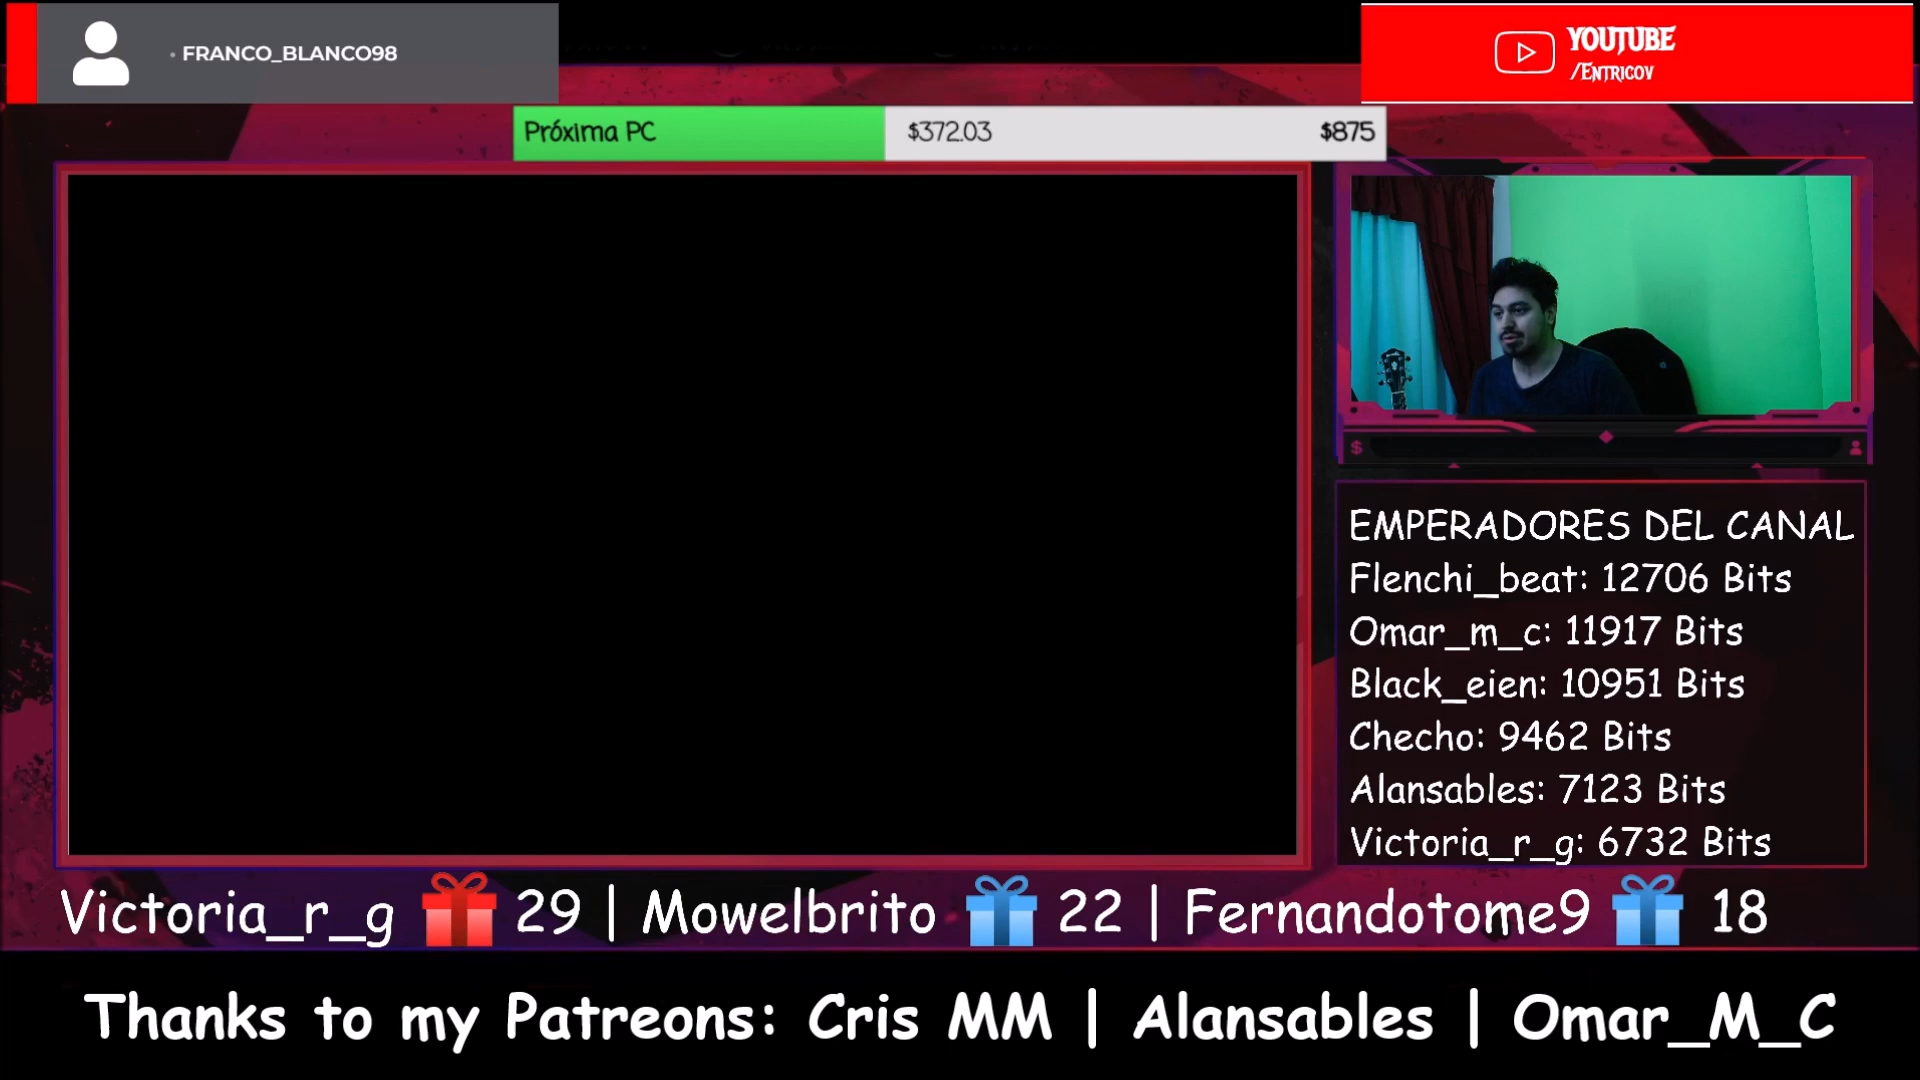 FRANCO_BLANCO98
YOUTUBE
/ENTRICOV
Próxima PC $372.03 $875
EMPERADORES DEL CANAL
Flenchi_beat: 12706 Bits
Omar_m_c: 11917 Bits
Black_eien: 10951 Bits
Checho: 9462 Bits
Alansables: 7123 Bits
Victoria_r_g: 6732 Bits
Victoria_r_g 29 | Mowelbrito 22 | Fernandotome9 18
Thanks to my Patreons: Cris MM | Alansables | Omar_M_C